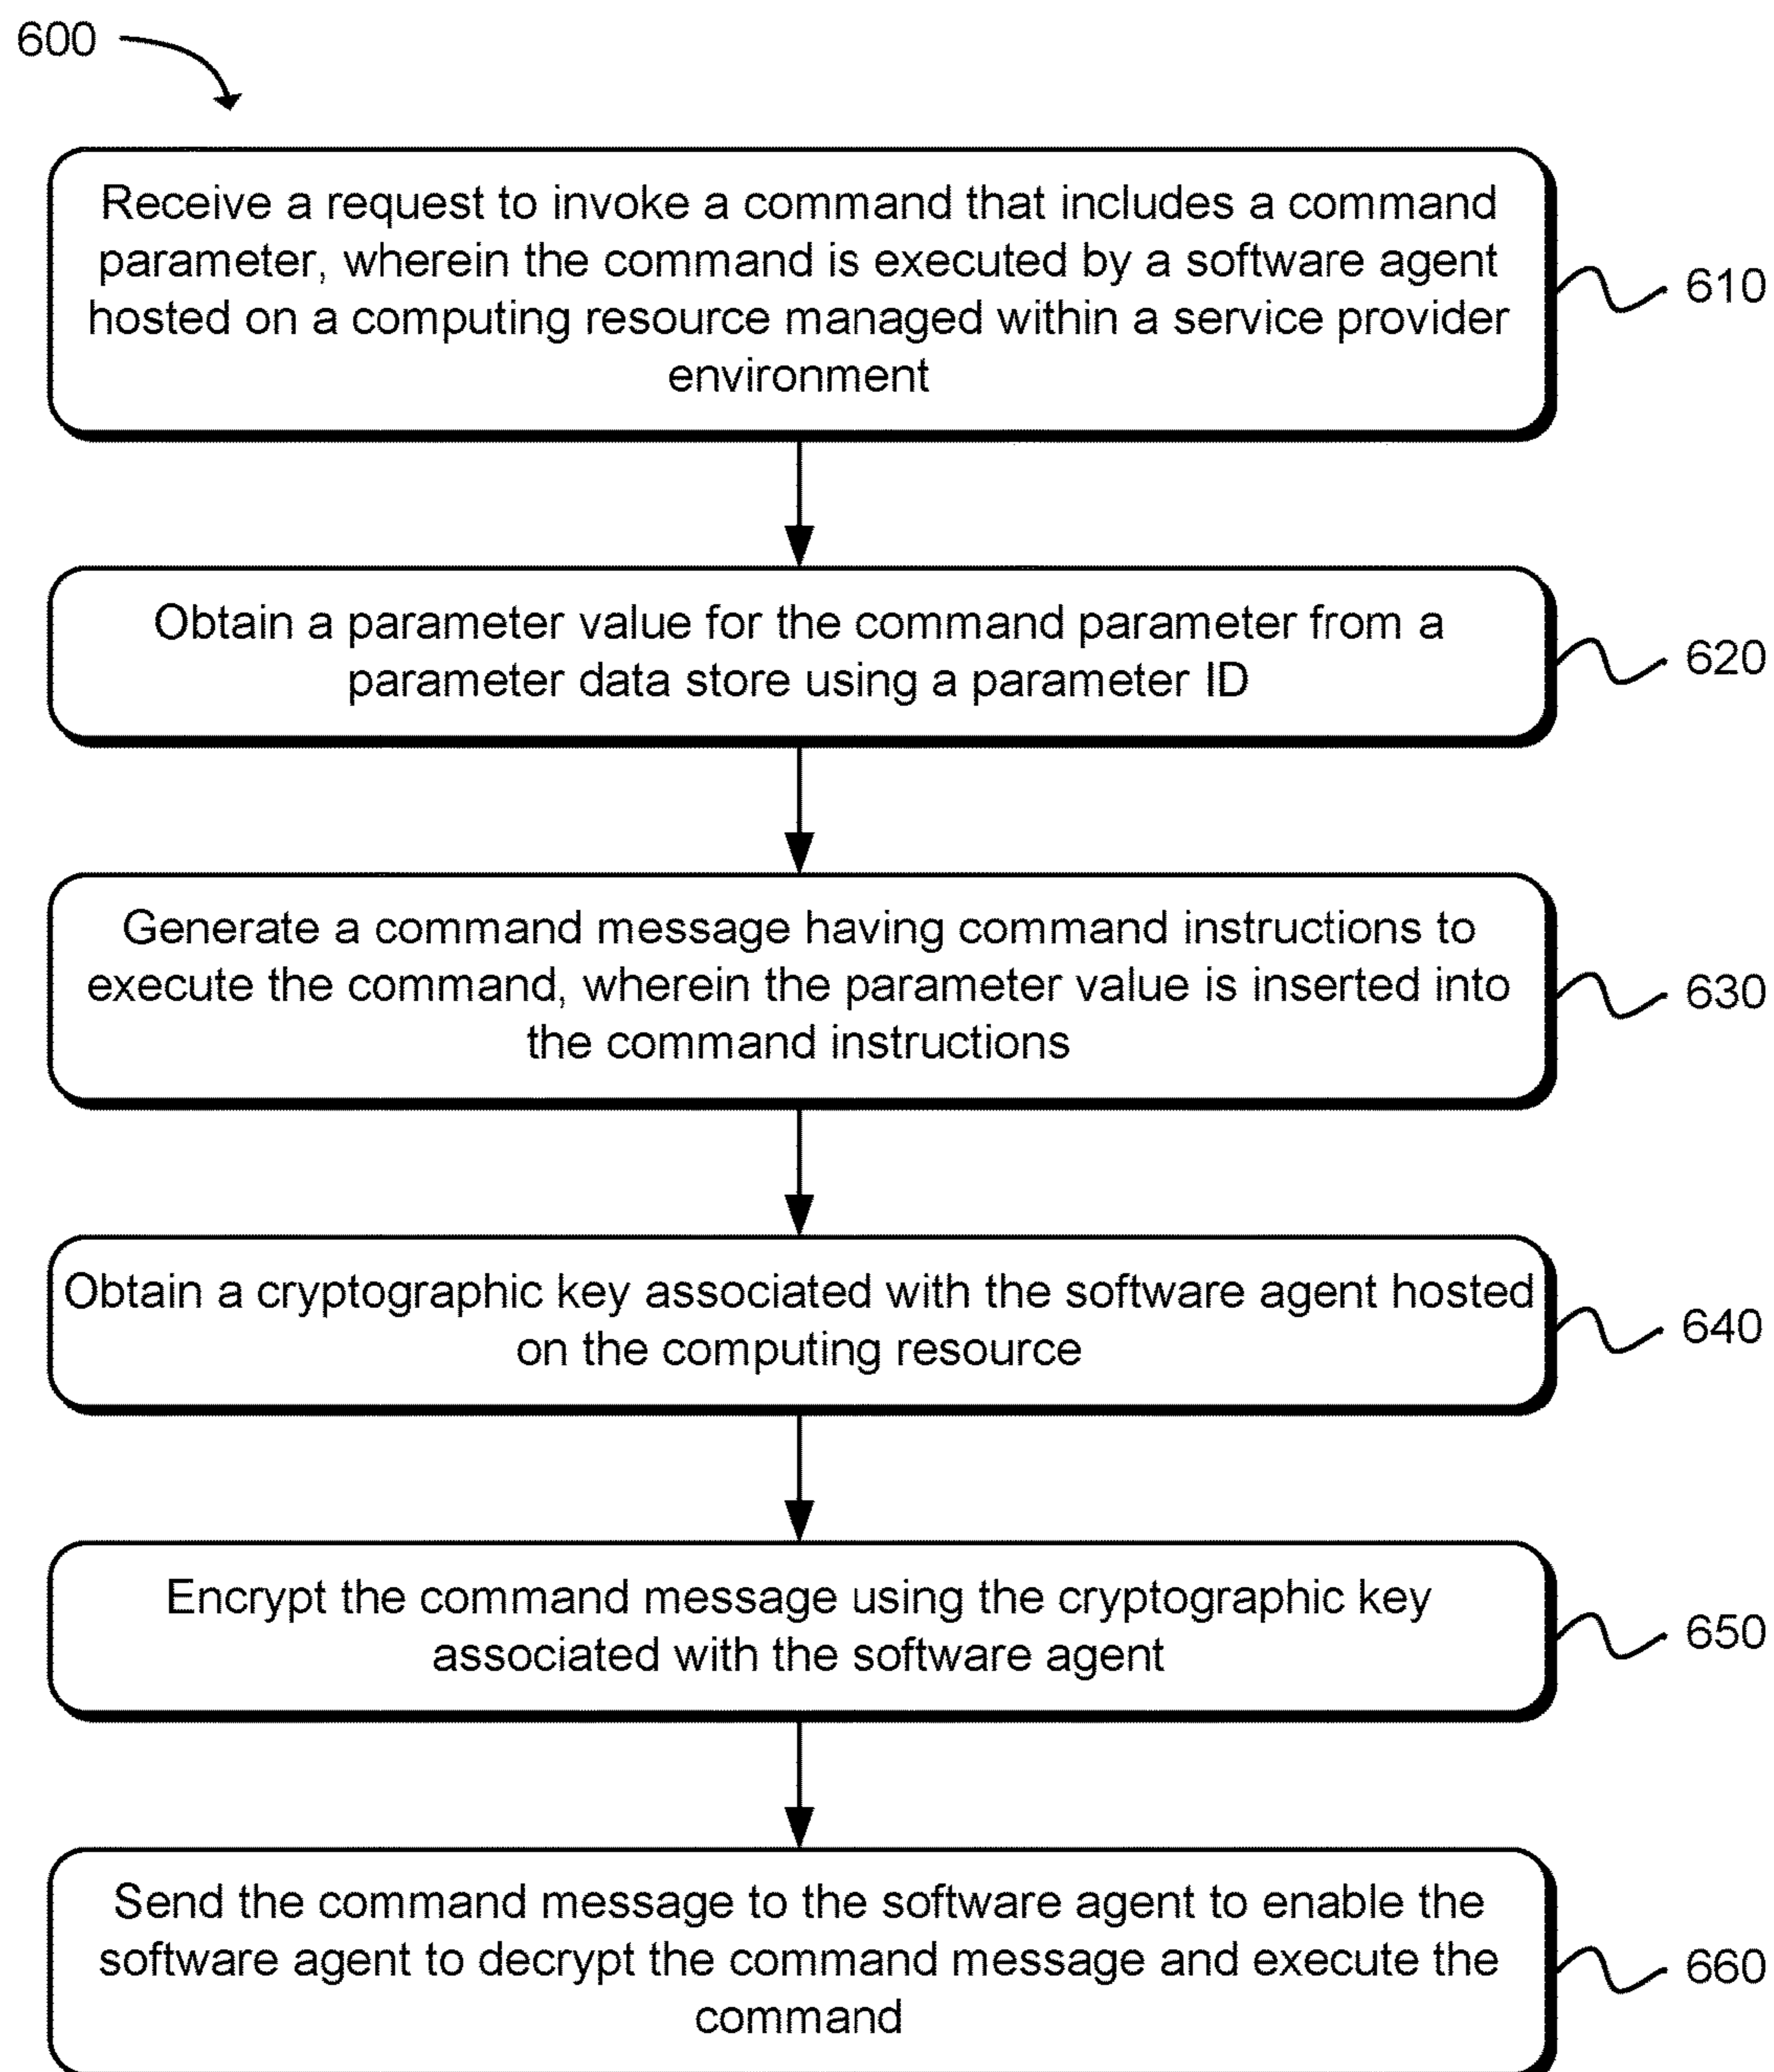 600
Receive a request to invoke a command that includes a command
parameter, wherein the command is executed by a software agent
hosted on a computing resource managed within a service provider
environment
610
Obtain a parameter value for the command parameter from a
parameter data store using a parameter ID
620
Generate a command message having command instructions to
execute the command, wherein the parameter value is inserted into
the command instructions
630
Obtain a cryptographic key associated with the software agent hosted
on the computing resource
640
Encrypt the command message using the cryptographic key
associated with the software agent
650
Send the command message to the software agent to enable the
software agent to decrypt the command message and execute the
command
660